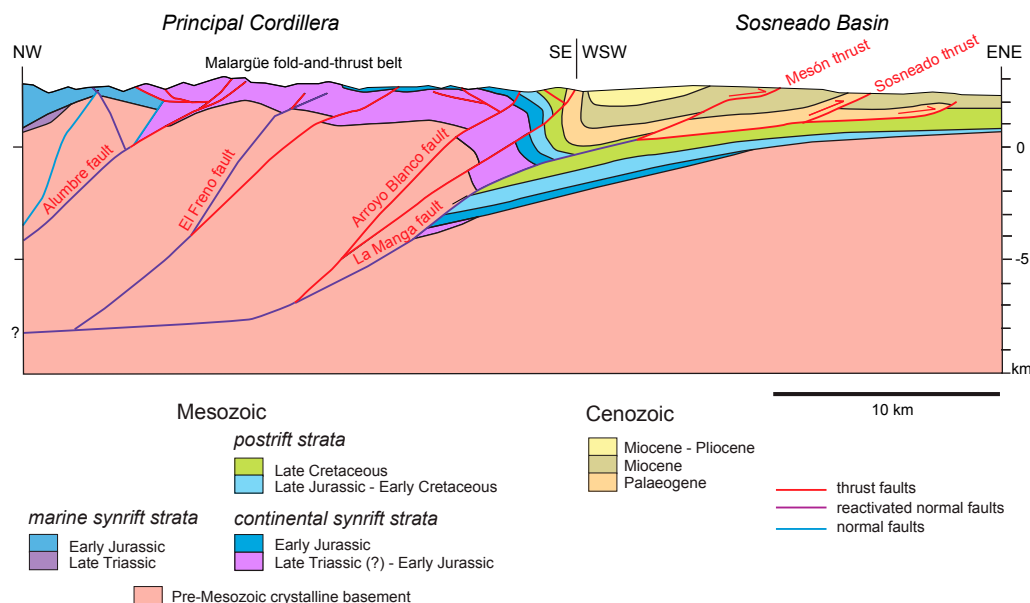 Principal Cordillera
Sosneado Basin
NW
SE
WSW
ENE
Malargüe fold-and-thrust belt
Mesón thrust
Sosneado thrust
Alumbre fault
El Freno fault
Arroyo Blanco fault
La Manga fault
0
-5
?
km
10 km
Mesozoic
postrift strata
Late Cretaceous
Late Jurassic - Early Cretaceous
marine synrift strata
Early Jurassic
Late Triassic
continental synrift strata
Early Jurassic
Late Triassic (?) - Early Jurassic
Pre-Mesozoic crystalline basement
Cenozoic
Miocene - Pliocene
Miocene
Palaeogene
thrust faults
reactivated normal faults
normal faults